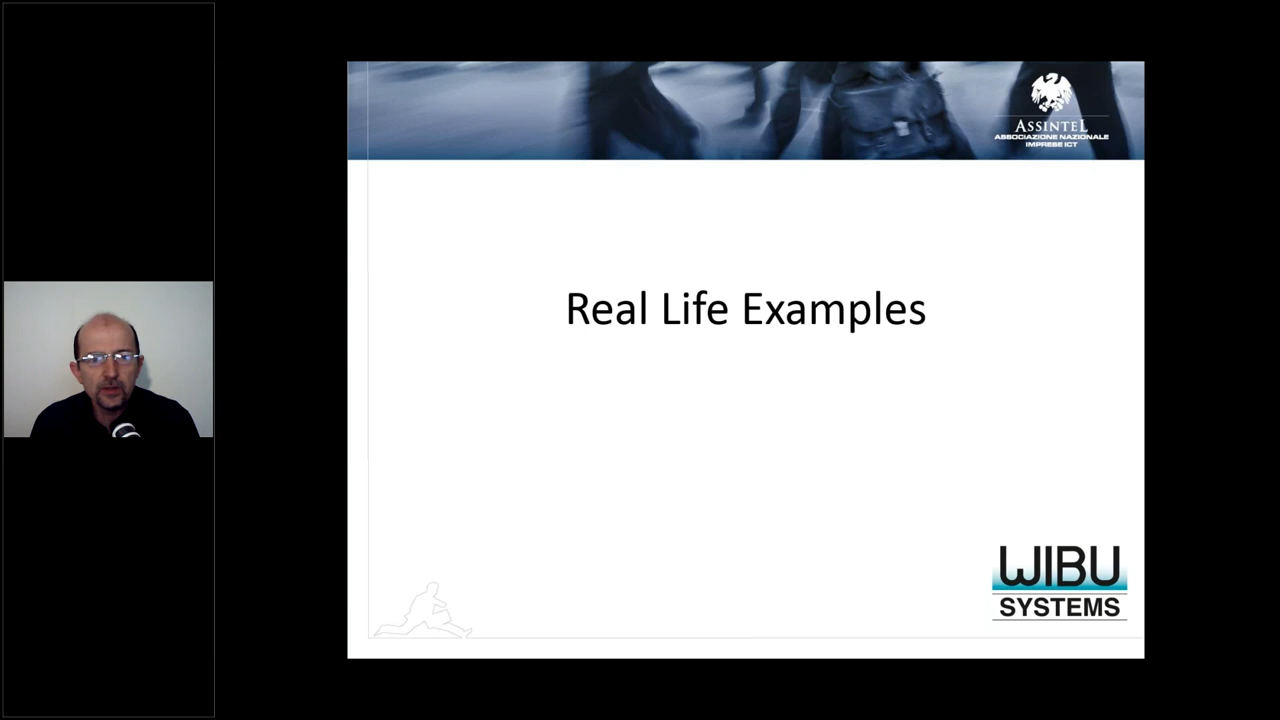 ASSINTEL
ASSOCIAZIONE NAZIONALE
IMPRESE ICT
Real Life Examples
WIBU
SYSTEMS